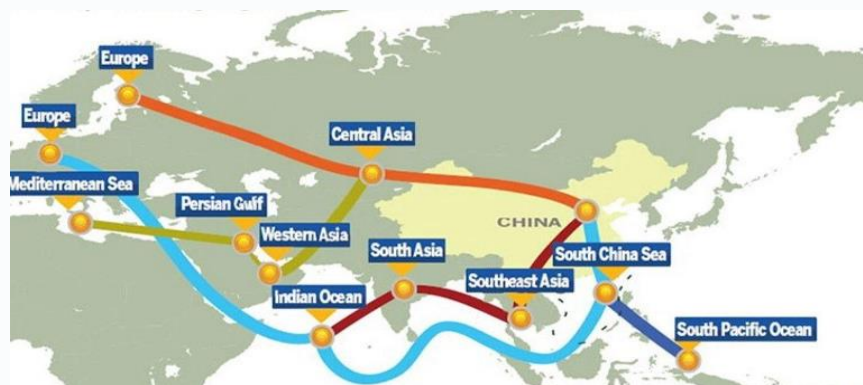 Europe
Europe
Central Asia
Mediterranean Sea
Persian Gulf
Western Asia
South Asia
CHINA
South China Sea
Southeast Asia
Indian Ocean
South Pacific Ocean